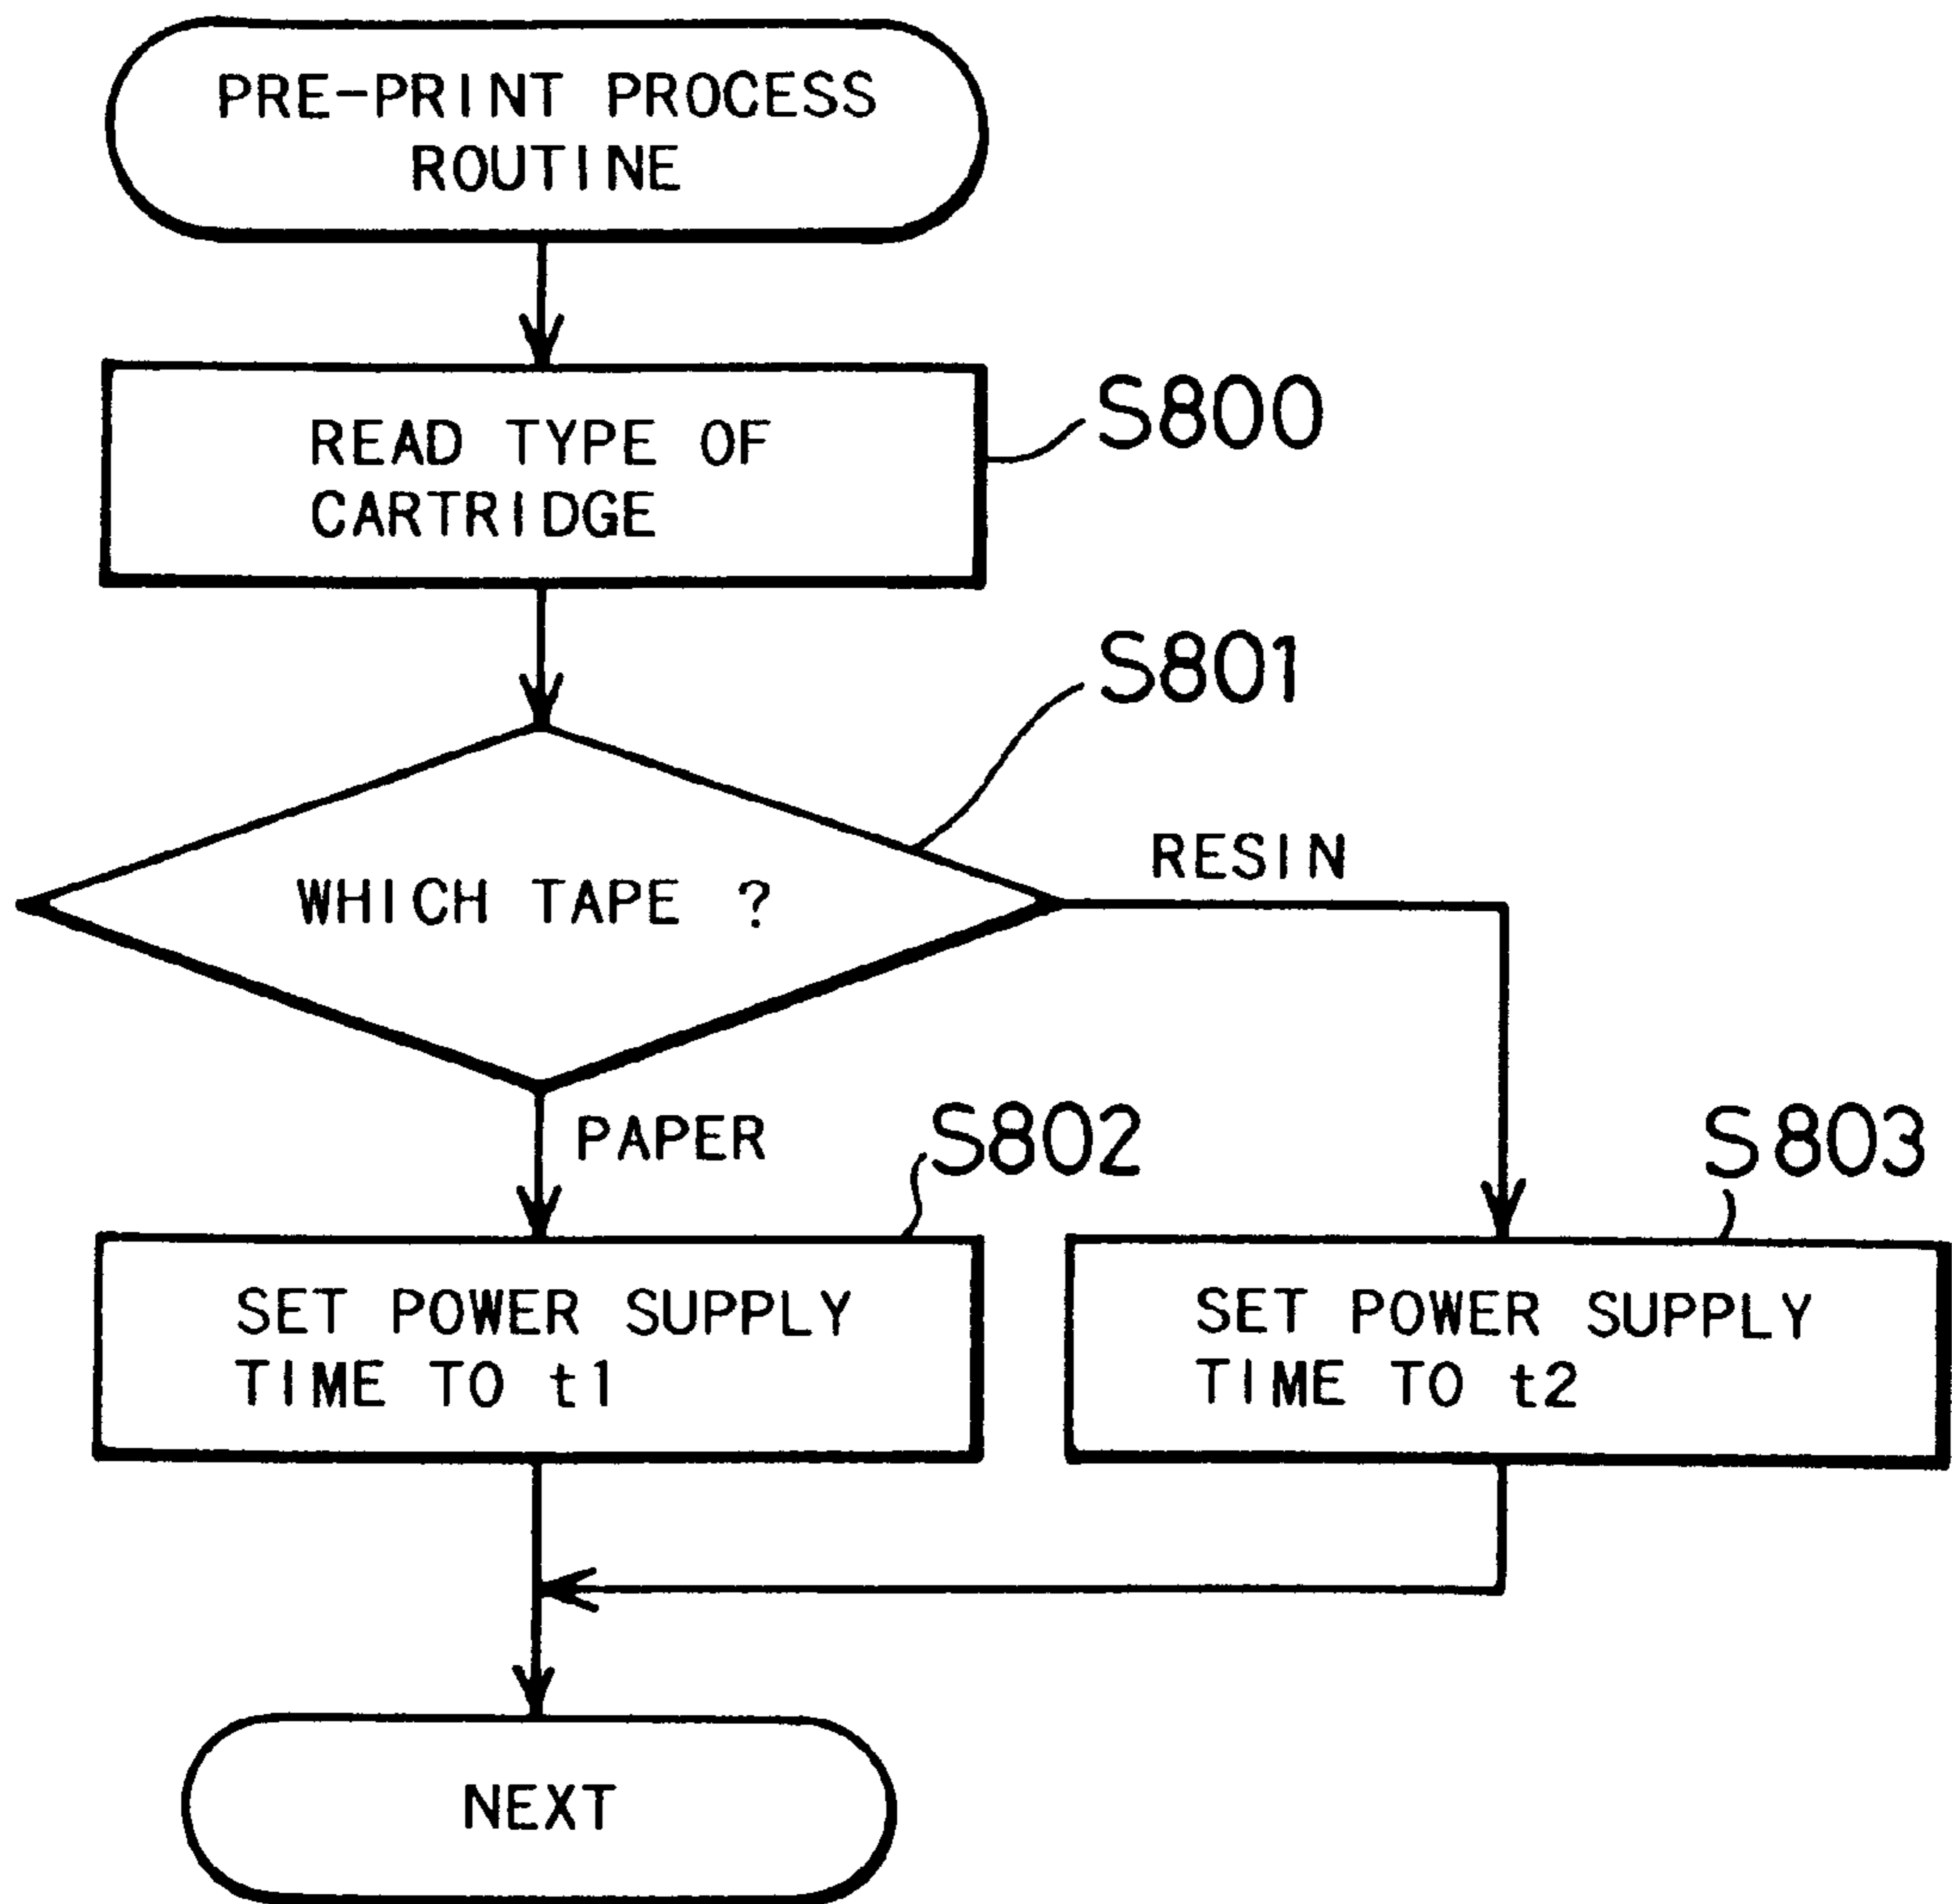 PRE-PRINT PROCESS
ROUTINE
READ TYPE OF
CARTRIDGE
S800
S801
WHICH TAPE ?
RESIN
PAPER
S802
S803
SET POWER SUPPLY
TIME TO t1
SET POWER SUPPLY
TIME TO t2
NEXT